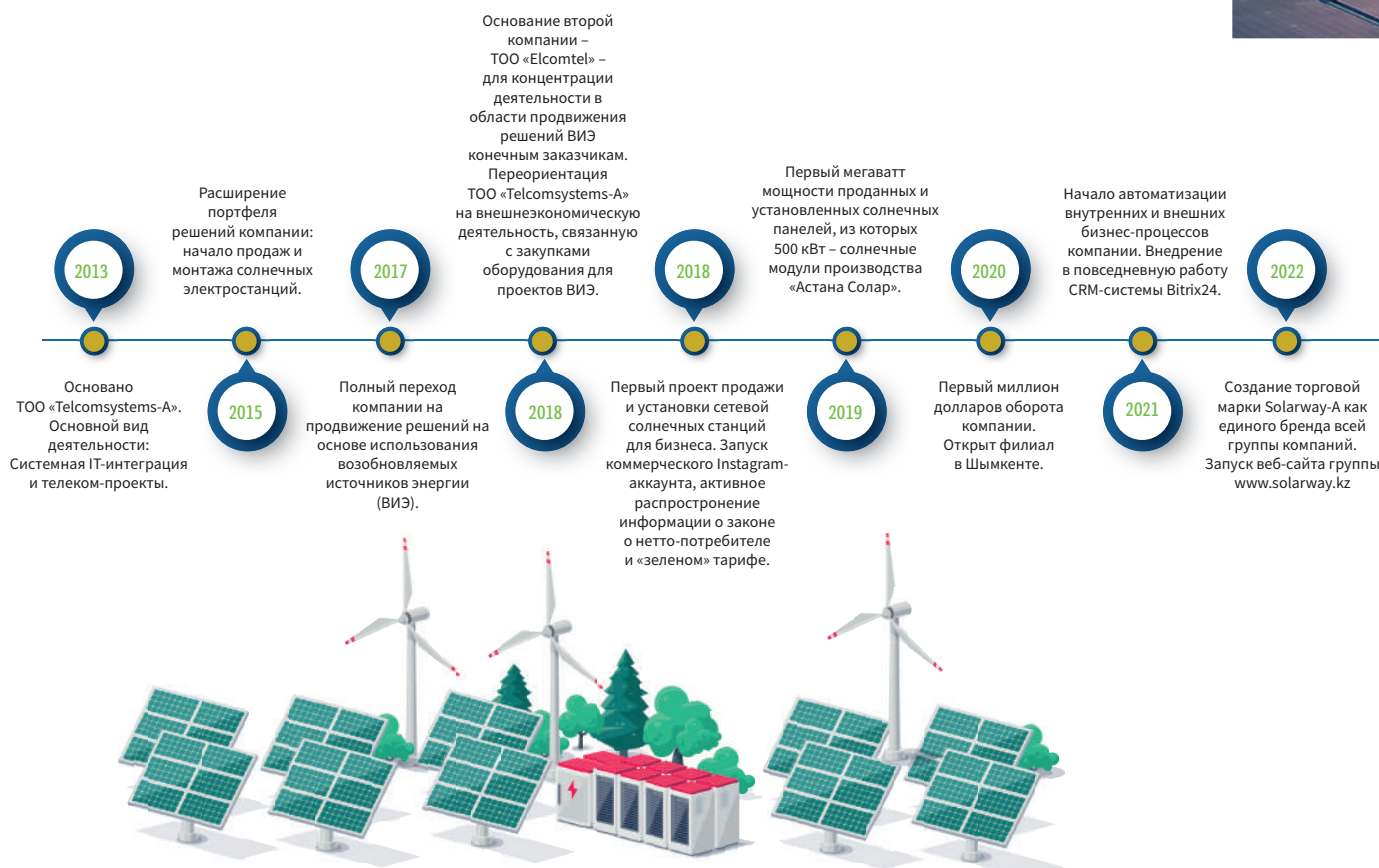 2013
Основано
ТОО «Telcomsystems-A».
Основной вид
деятельности:
Системная IT-интеграция
и телеком-проекты.
Расширение
портфеля
решений компании:
начало продаж и
монтажа солнечных
электростанций.
2015
2017
Полный переход
компании на
продвижение решений на
основе использования
возобновляемых
источников энергии
(ВИЭ).
Основание второй
компании –
ТОО «Elcomtel» –
для концентрации
деятельности в
области продвижения
решений ВИЭ
конечным заказчикам.
Переориентация
ТОО «Telcomsystems-A»
на внешнеэкономическую
деятельность, связанную
с закупками
оборудования для
проектов ВИЭ.
2018
2018
Первый проект продажи
и установки сетевой
солнечных станций
для бизнеса. Запуск
коммерческого Instagram-
аккаунта, активное
распростронение
информации о законе
о нетто-потребителе
и «зеленом» тарифе.
Первый мегаватт
мощности проданных и
установленных солнечных
панелей, из которых
500 кВт – солнечные
модули производства
«Астана Солар».
2019
2020
Первый миллион
долларов оборота
компании.
Открыт филиал
в Шымкенте.
Начало автоматизации
внутренних и внешних
бизнес-процессов
компании. Внедрение
в повседневную работу
CRM-системы Bitrix24.
2021
2022
Создание торговой
марки Solarway-A как
единого бренда всей
группы компаний.
Запуск веб-сайта группы
www.solarway.kz